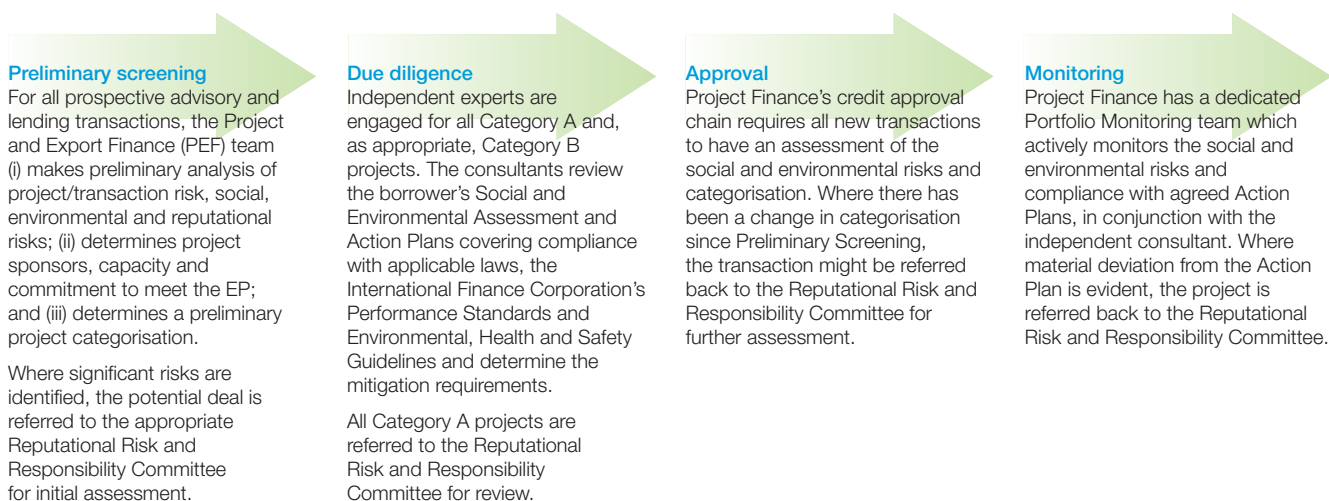 Preliminary screening
For all prospective advisory and
lending transactions, the Project
and Export Finance (PEF) team
(i) makes preliminary analysis of
project/transaction risk, social,
environmental and reputational
risks; (ii) determines project
sponsors, capacity and
commitment to meet the EP;
and (iii) determines a preliminary
project categorisation.
Where significant risks are
identified, the potential deal is
referred to the appropriate
Reputational Risk and
Responsibility Committee
for initial assessment.
Due diligence
Independent experts are
engaged for all Category A and,
as appropriate, Category B
projects. The consultants review
the borrower's Social and
Environmental Assessment and
Action Plans covering compliance
with applicable laws, the
International Finance Corporation's
Performance Standards and
Environmental, Health and Safety
Guidelines and determine the
mitigation requirements.
All Category A projects are
referred to the Reputational
Risk and Responsibility
Committee for review.
Approval
Project Finance's credit approval
chain requires all new transactions
to have an assessment of the
social and environmental risks and
categorisation. Where there has
been a change in categorisation
since Preliminary Screening,
the transaction might be referred
back to the Reputational Risk and
Responsibility Committee for
further assessment.
Monitoring
Project Finance has a dedicated
Portfolio Monitoring team which
actively monitors the social and
environmental risks and
compliance with agreed Action
Plans, in conjunction with the
independent consultant. Where
material deviation from the Action
Plan is evident, the project is
referred back to the Reputational
Risk and Responsibility Committee.